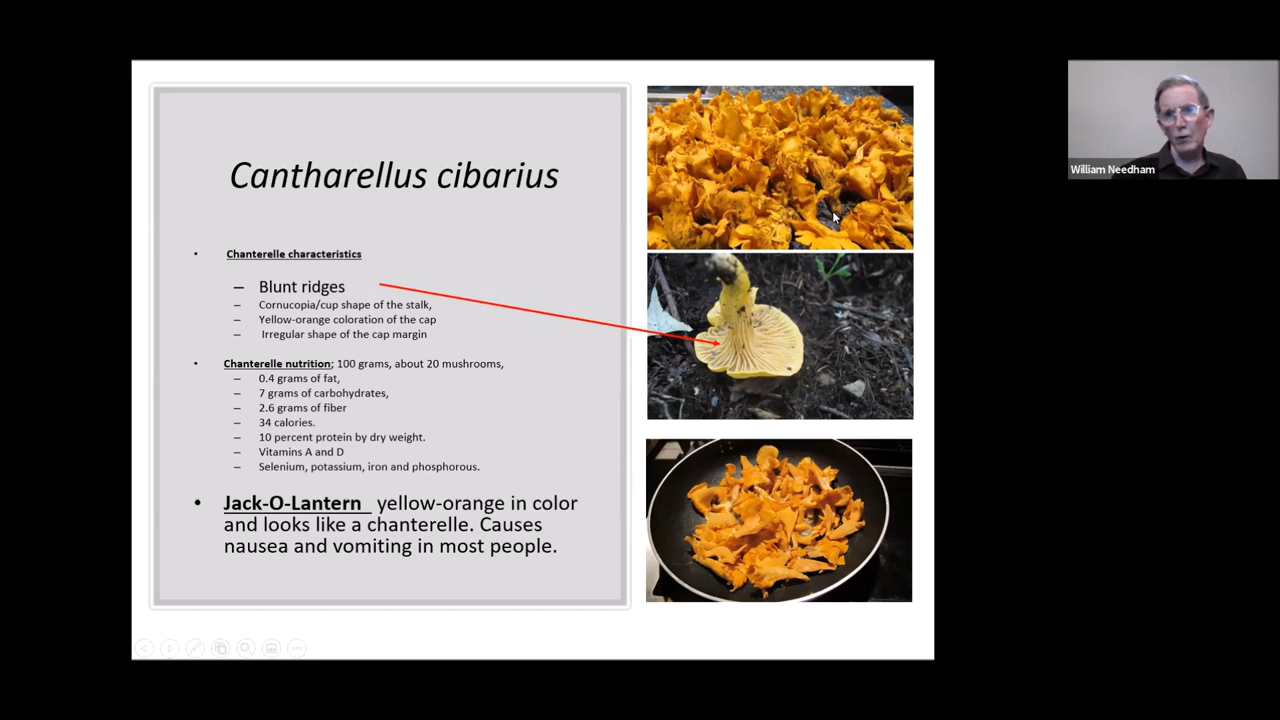 Cantharellus cibarius
• Chanterelle characteristics
– Blunt ridges
– Cornucopia/cup shape of the stalk,
– Yellow-orange coloration of the cap
– Irregular shape of the cap margin
• Chanterelle nutrition; 100 grams, about 20 mushrooms,
– 0.4 grams of fat,
– 7 grams of carbohydrates,
– 2.6 grams of fiber
– 34 calories.
– 10 percent protein by dry weight.
– Vitamins A and D
– Selenium, potassium, iron and phosphorous.
• Jack-O-Lantern yellow-orange in color
and looks like a chanterelle. Causes
nausea and vomiting in most people.
William Needham